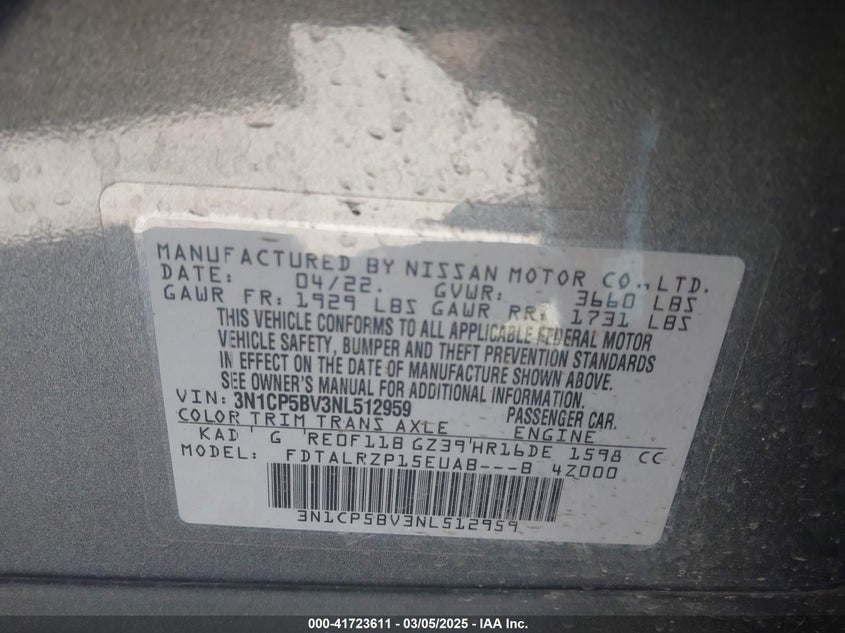 MANUFACTURED BY NISSAN MOTOR CO., LTD.
DATE: 04/22. GVWR: 3660 LBS
GAWR FR: 1929 LBS GAWR RR: 1731 LBS
THIS VEHICLE CONFORMS TO ALL APPLICABLE FEDERAL MOTOR
VEHICLE SAFETY, BUMPER AND THEFT PREVENTION STANDARDS
IN EFFECT ON THE DATE OF MANUFACTURE SHOWN ABOVE.
SEE OWNER'S MANUAL FOR ADDITIONAL INFORMATION.
VIN: 3N1CP5BV3NL512959 PASSENGER CAR.
COLOR TRIM TRANS AXLE ENGINE
KAD G RE0F11B GZ39 HR16DE 1598 CC
MODEL: FDTALRZP15EUAB---B 4Z000
3N1CP5BV3NL512959
000-41723611 - 03/05/2025 - IAA Inc.